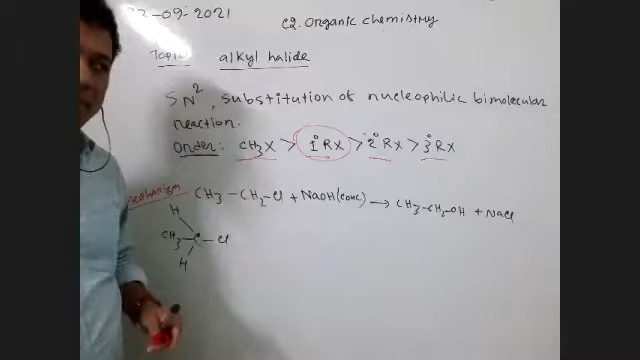 22-09-2021
C2. Organic chemistry
Topic alkyl halide
SN2, substitution of nucleophilic bimolecular
reaction.
Order: CH3X > 1° RX > 2° RX > 3° RX
mechanism CH3-CH2-Cl + NaOH(conc) → CH3-CH2-OH + NaCl
H
CH3-C-Cl
H